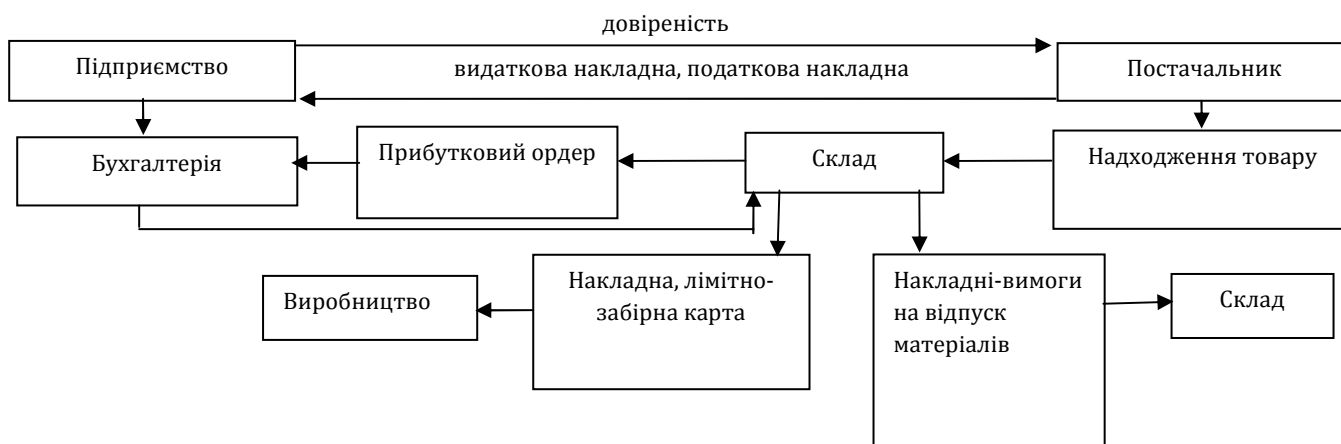 довіреність
Підприємство
видаткова накладна, податкова накладна
Постачальник
Бухгалтерія
Прибутковий ордер
Склад
Надходження товару
Виробництво
Накладна, лімітно-
забірна карта
Накладні-вимоги
на відпуск
матеріалів
Склад